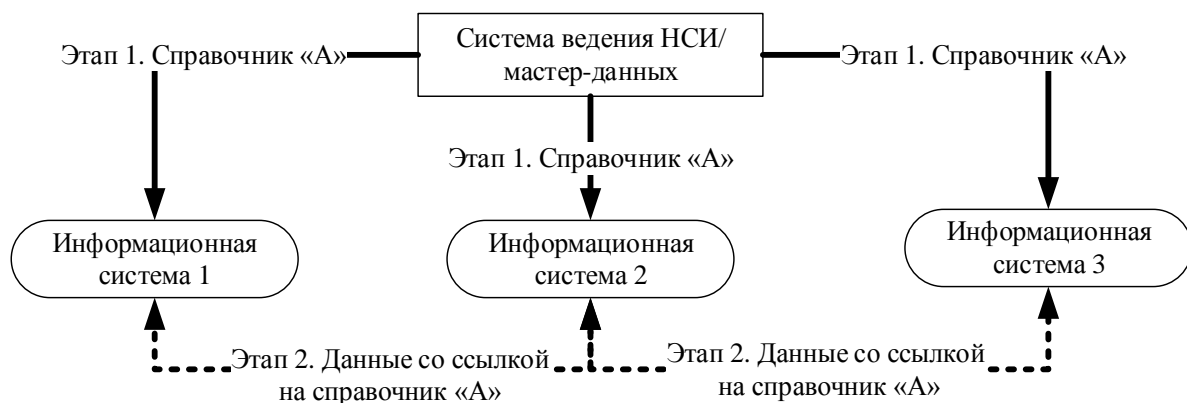 Система ведения НСИ/
мастер-данных
Этап 1. Справочник «А»
Этап 1. Справочник «А»
Этап 1. Справочник «А»
Информационная
система 1
Информационная
система 2
Информационная
система 3
Этап 2. Данные со ссылкой
на справочник «А»
Этап 2. Данные со ссылкой
на справочник «А»